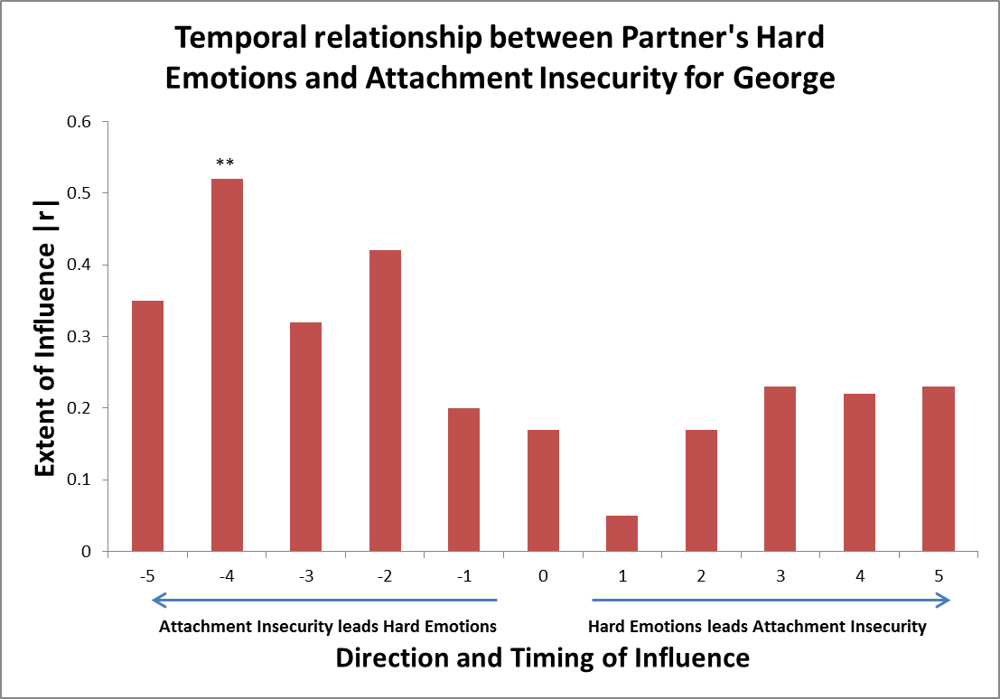 Temporal relationship between Partner's Hard
Emotions and Attachment Insecurity for George
Extent of Influence |r|
0.6
0.5
0.4
0.3
0.2
0.1
0
**
-5 -4 -3 -2 -1 0 1 2 3 4 5
Attachment Insecurity leads Hard Emotions Hard Emotions leads Attachment Insecurity
Direction and Timing of Influence